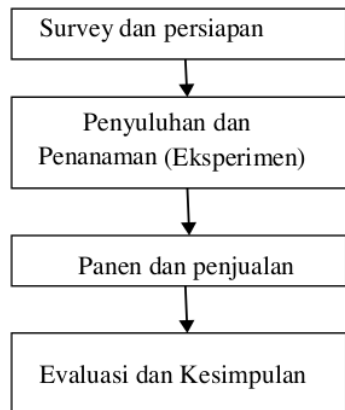 Survey dan persiapan
Penyuluhan dan
Penanaman (Eksperimen)
Panen dan penjualan
Evaluasi dan Kesimpulan